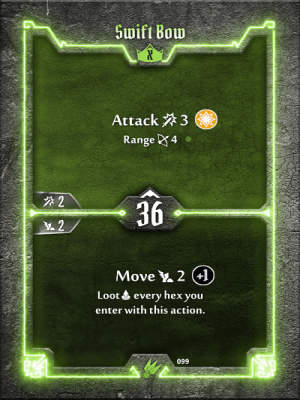 Swift Bow
X
Attack 3
Range 4
2
36
2
Move 2 +1
Loot every hex you
enter with this action.
099